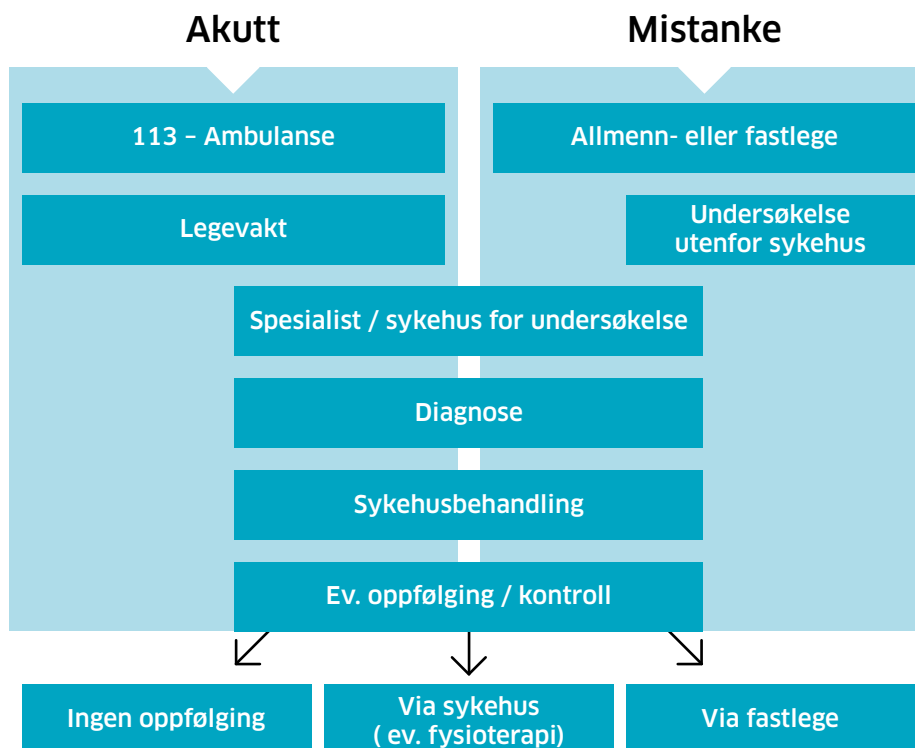 Akutt
Mistanke
113 – Ambulanse
Allmenn- eller fastlege
Legevakt
Undersøkelse
utenfor sykehus
Spesialist / sykehus for undersøkelse
Diagnose
Sykehusbehandling
Ev. oppfølging / kontroll
Ingen oppfølging
Via sykehus
( ev. fysioterapi)
Via fastlege